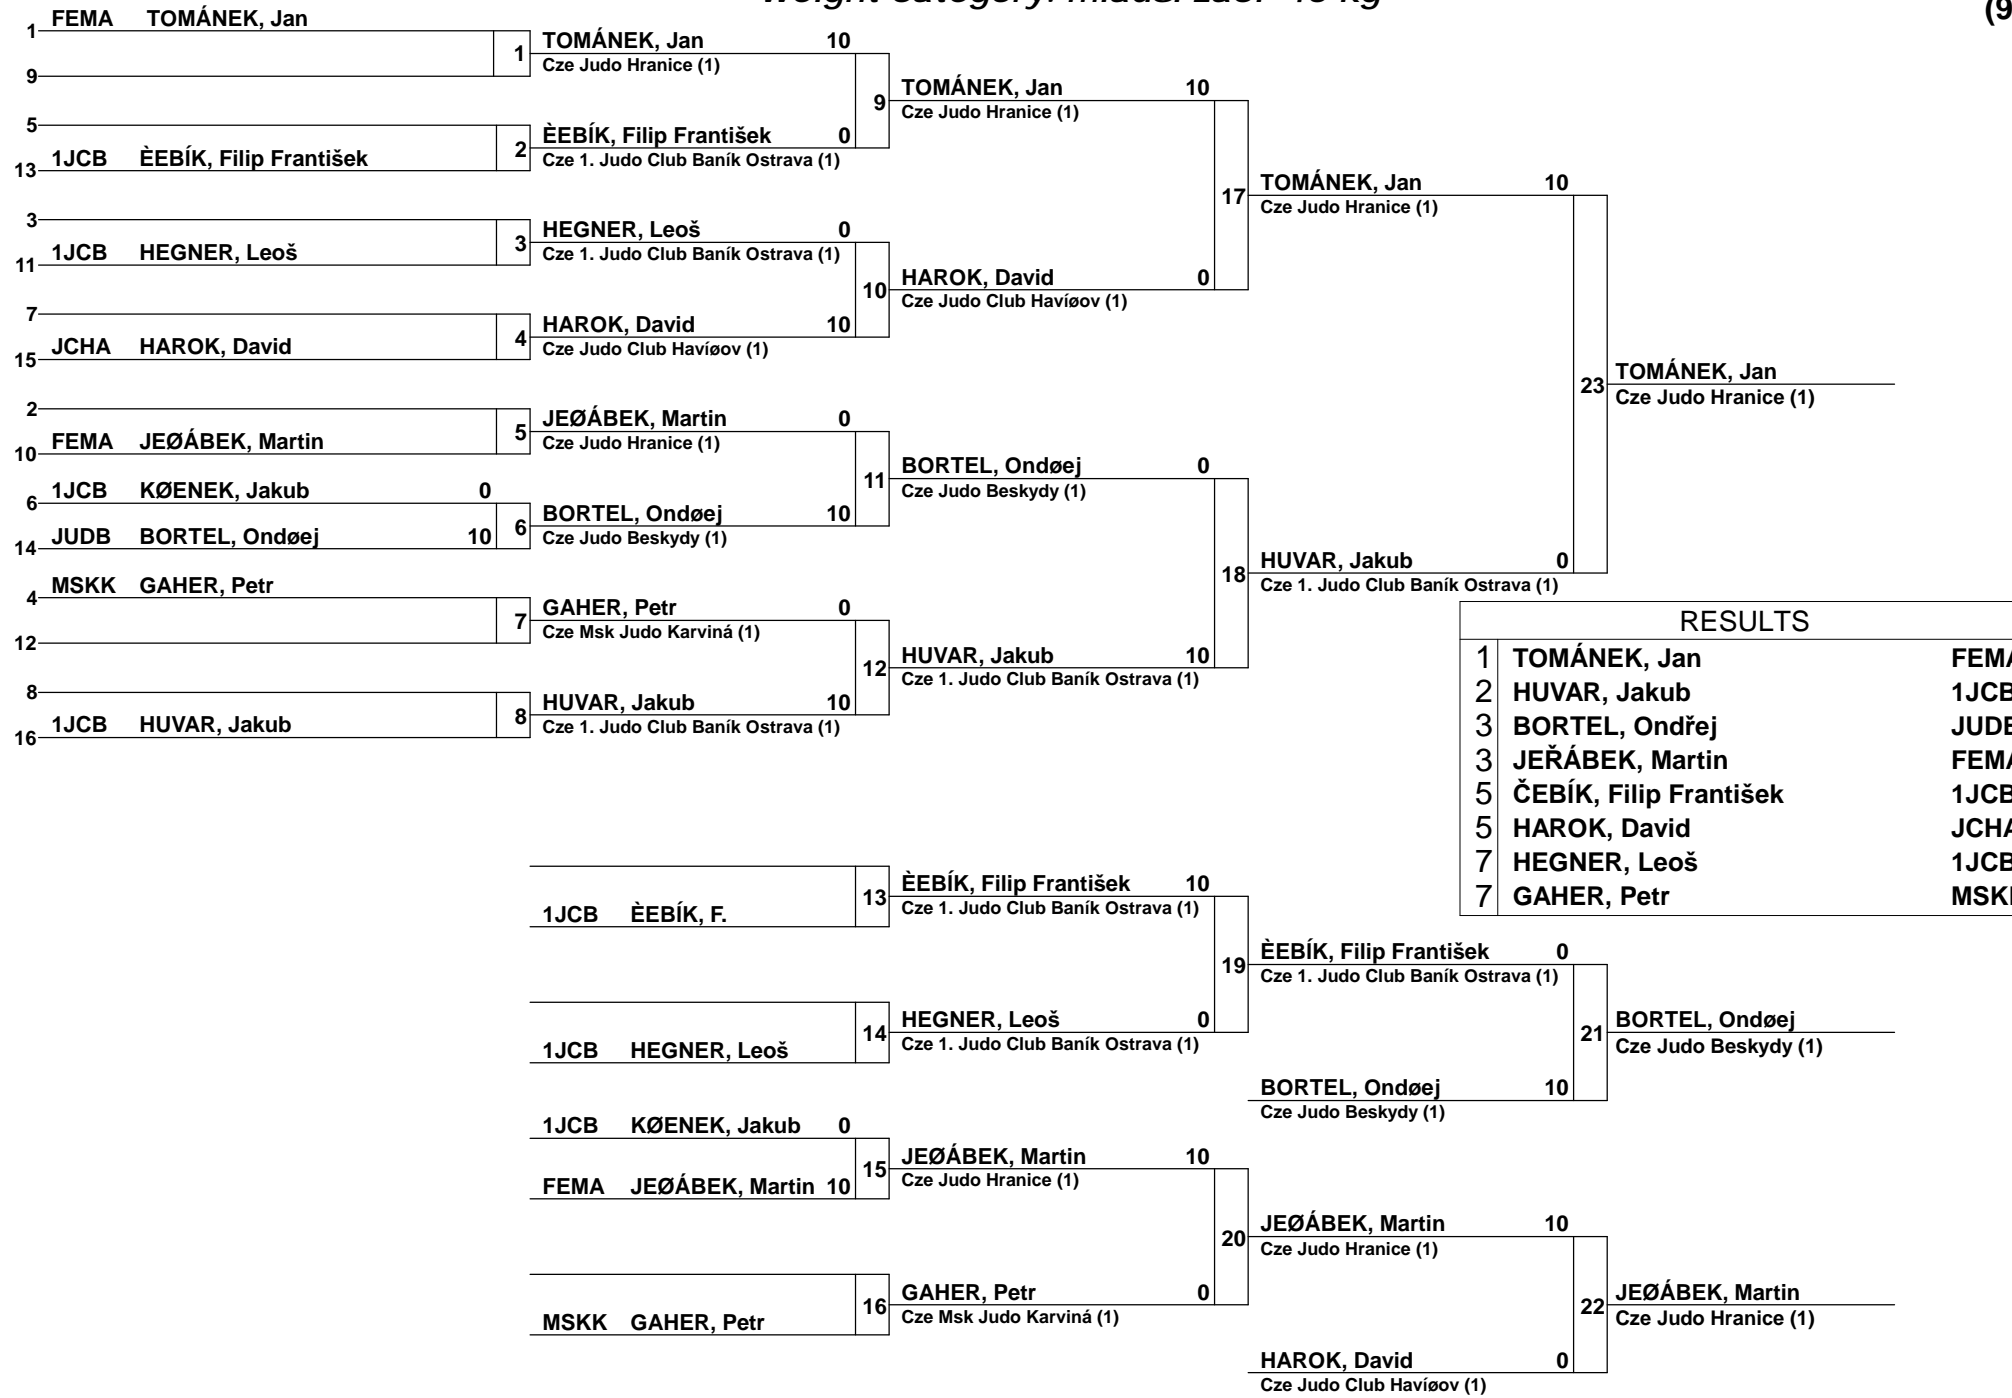 (9
1 FEMA TOMÁNEK, Jan
9
1
5
13 1JCB ÈEBÍK, Filip František
2
3
11 1JCB HEGNER, Leoš
3
7
15 JCHA HAROK, David
4
2
10 FEMA JEØÁBEK, Martin
5
6 1JCB KØENEK, Jakub 0
14 JUDB BORTEL, Ondøej 10
6
4 MSKK GAHER, Petr
12
7
8
16 1JCB HUVAR, Jakub
8
TOMÁNEK, Jan 10
Cze Judo Hranice (1)
9
ÈEBÍK, Filip František 0
Cze 1. Judo Club Baník Ostrava (1)
HEGNER, Leoš 0
Cze 1. Judo Club Baník Ostrava (1)
10
HAROK, David 10
Cze Judo Club Havíøov (1)
JEØÁBEK, Martin 0
Cze Judo Hranice (1)
11
BORTEL, Ondøej 10
Cze Judo Beskydy (1)
GAHER, Petr 0
Cze Msk Judo Karviná (1)
12
HUVAR, Jakub 10
Cze 1. Judo Club Baník Ostrava (1)
TOMÁNEK, Jan 10
Cze Judo Hranice (1)
17
HAROK, David 0
Cze Judo Club Havíøov (1)
BORTEL, Ondøej 0
Cze Judo Beskydy (1)
18
HUVAR, Jakub 10
Cze 1. Judo Club Baník Ostrava (1)
TOMÁNEK, Jan 10
Cze Judo Hranice (1)
23
HUVAR, Jakub 0
Cze 1. Judo Club Baník Ostrava (1)
TOMÁNEK, Jan
Cze Judo Hranice (1)
RESULTS
1 TOMÁNEK, Jan FEMA
2 HUVAR, Jakub 1JCB
3 BORTEL, Ondřej JUDB
3 JEŘÁBEK, Martin FEMA
5 ČEBÍK, Filip František 1JCB
5 HAROK, David JCHA
7 HEGNER, Leoš 1JCB
7 GAHER, Petr MSKK
1JCB ÈEBÍK, F.
13
1JCB HEGNER, Leoš
14
1JCB KØENEK, Jakub 0
15
FEMA JEØÁBEK, Martin 10
MSKK GAHER, Petr
16
ÈEBÍK, Filip František 10
Cze 1. Judo Club Baník Ostrava (1)
19
HEGNER, Leoš 0
Cze 1. Judo Club Baník Ostrava (1)
JEØÁBEK, Martin 10
Cze Judo Hranice (1)
20
GAHER, Petr 0
Cze Msk Judo Karviná (1)
ÈEBÍK, Filip František 0
Cze 1. Judo Club Baník Ostrava (1)
21
BORTEL, Ondøej 10
Cze Judo Beskydy (1)
JEØÁBEK, Martin 10
Cze Judo Hranice (1)
22
HAROK, David 0
Cze Judo Club Havíøov (1)
BORTEL, Ondøej
Cze Judo Beskydy (1)
JEØÁBEK, Martin
Cze Judo Hranice (1)